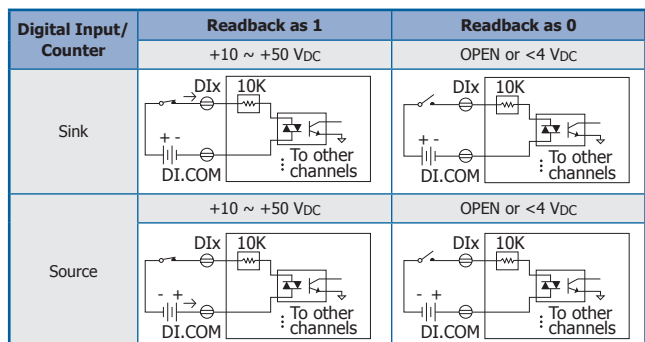 Digital Input/
Counter
Readback as 1
Readback as 0
+10 ~ +50 VDC
OPEN or <4 VDC
Sink
DIx
10K
+ -
DI.COM
To other
channels
DIx
10K
+ -
DI.COM
To other
channels
+10 ~ +50 VDC
OPEN or <4 VDC
Source
DIx
10K
- +
DI.COM
To other
channels
DIx
10K
- +
DI.COM
To other
channels